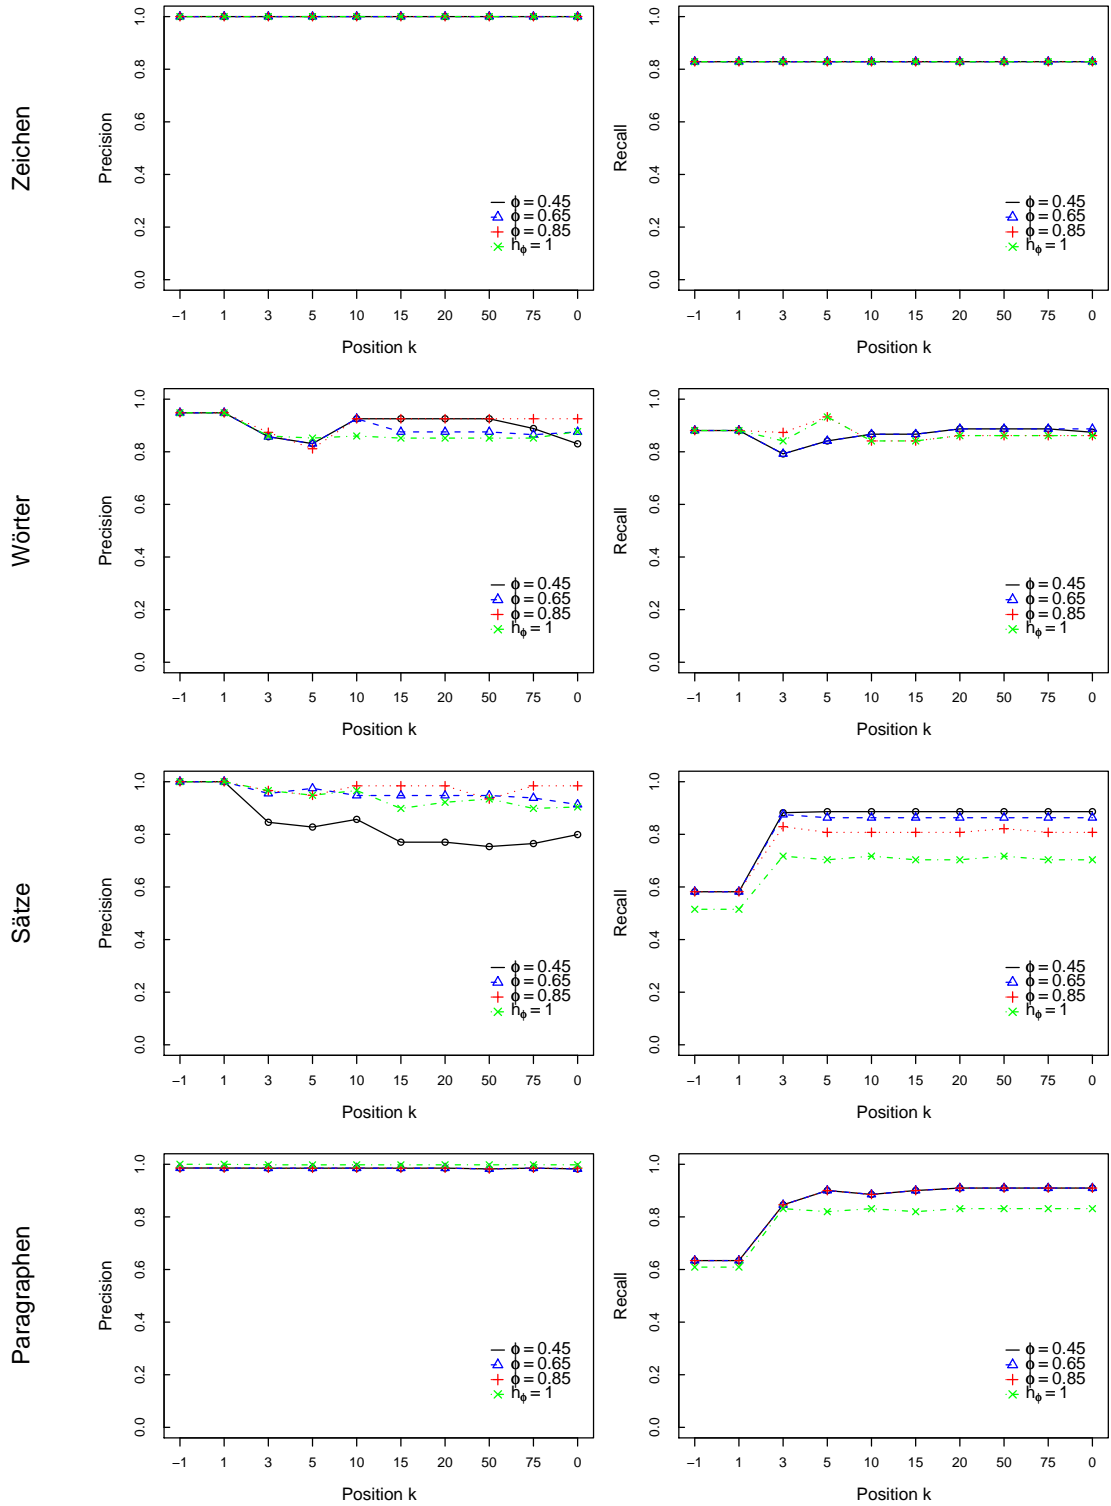 Zeichen
Precision
1.0
0.8
0.6
0.4
0.2
0.0
ϕ = 0.45
ϕ = 0.65
ϕ = 0.85
hϕ = 1
−1 1 3 5 10 15 20 50 75 0
Position k
Recall
1.0
0.8
0.6
0.4
0.2
0.0
ϕ = 0.45
ϕ = 0.65
ϕ = 0.85
hϕ = 1
−1 1 3 5 10 15 20 50 75 0
Position k
Wörter
Precision
1.0
0.8
0.6
0.4
0.2
0.0
ϕ = 0.45
ϕ = 0.65
ϕ = 0.85
hϕ = 1
−1 1 3 5 10 15 20 50 75 0
Position k
Recall
1.0
0.8
0.6
0.4
0.2
0.0
ϕ = 0.45
ϕ = 0.65
ϕ = 0.85
hϕ = 1
−1 1 3 5 10 15 20 50 75 0
Position k
Sätze
Precision
1.0
0.8
0.6
0.4
0.2
0.0
ϕ = 0.45
ϕ = 0.65
ϕ = 0.85
hϕ = 1
−1 1 3 5 10 15 20 50 75 0
Position k
Recall
1.0
0.8
0.6
0.4
0.2
0.0
ϕ = 0.45
ϕ = 0.65
ϕ = 0.85
hϕ = 1
−1 1 3 5 10 15 20 50 75 0
Position k
Paragraphen
Precision
1.0
0.8
0.6
0.4
0.2
0.0
ϕ = 0.45
ϕ = 0.65
ϕ = 0.85
hϕ = 1
−1 1 3 5 10 15 20 50 75 0
Position k
Recall
1.0
0.8
0.6
0.4
0.2
0.0
ϕ = 0.45
ϕ = 0.65
ϕ = 0.85
hϕ = 1
−1 1 3 5 10 15 20 50 75 0
Position k